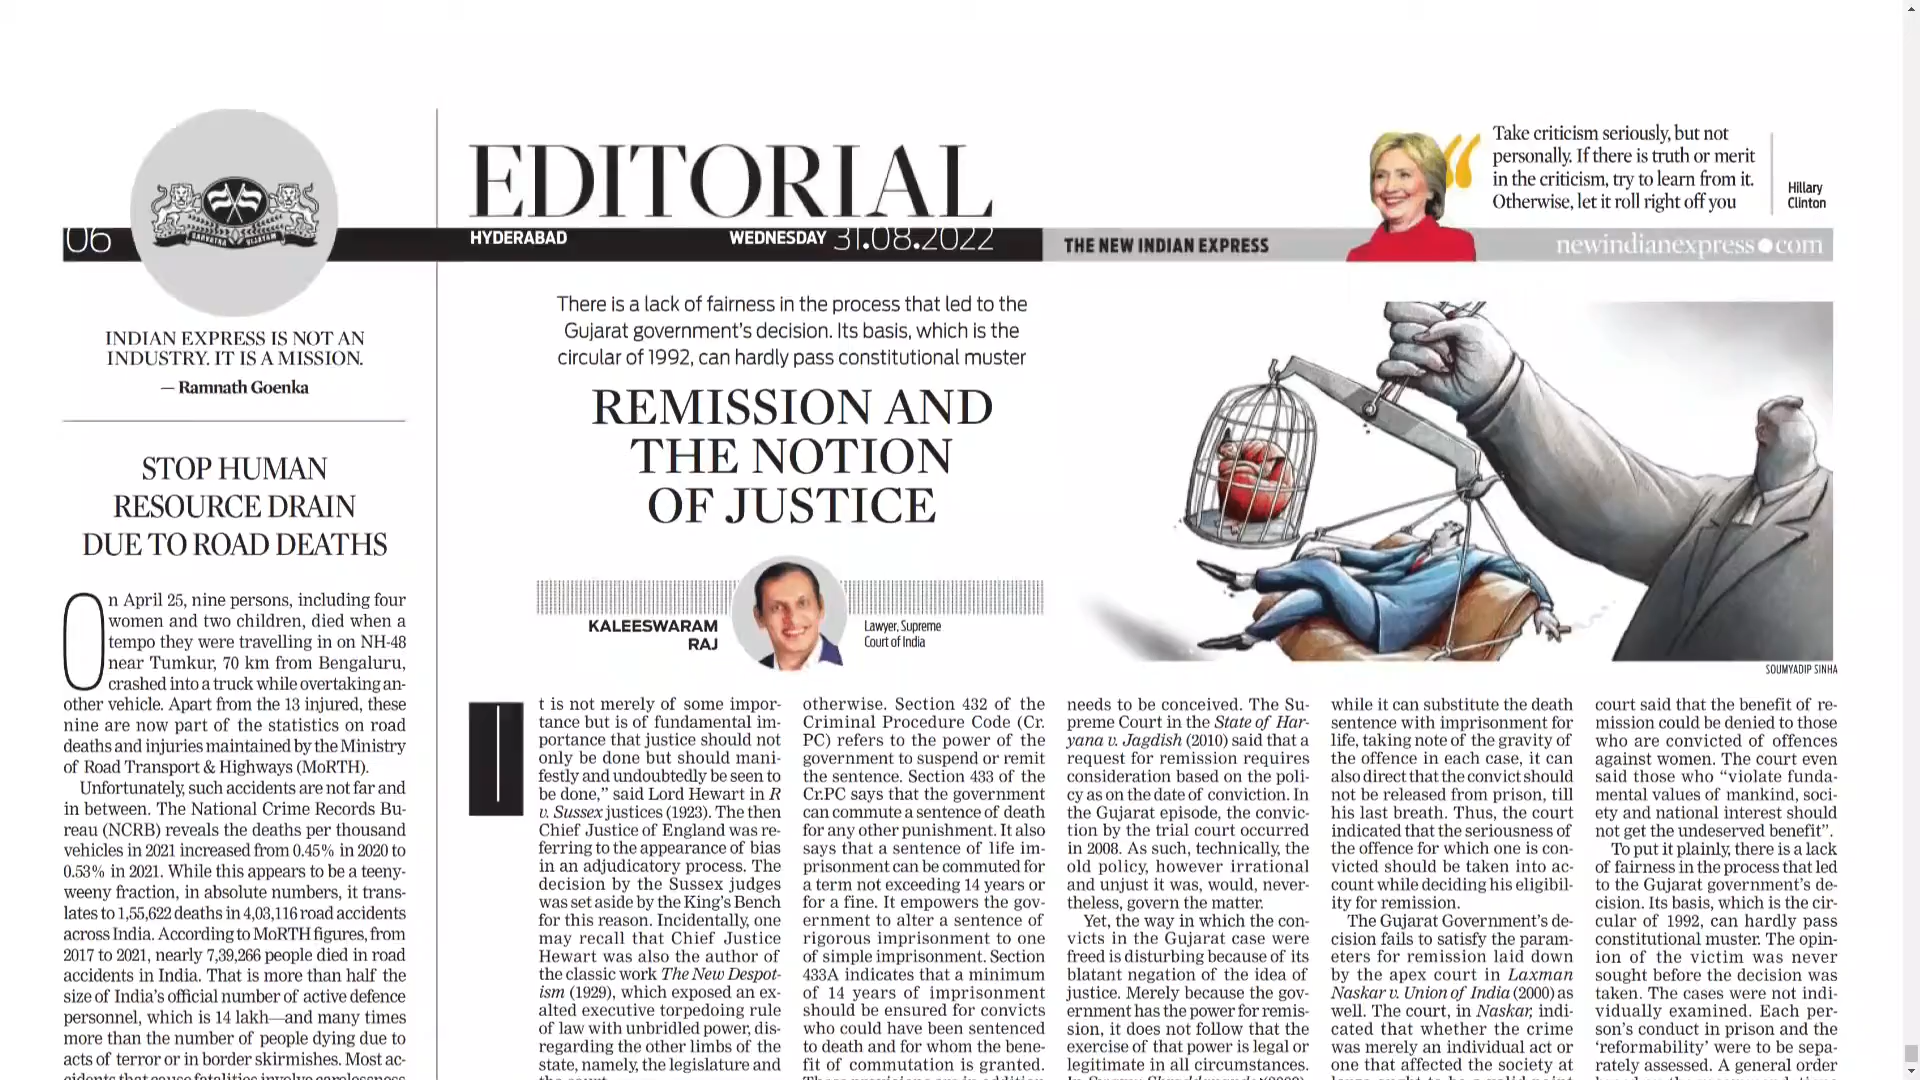 06
SARVATRA VIJAYAM
EDITORIAL
HYDERABAD
WEDNESDAY 31.08.2022
THE NEW INDIAN EXPRESS
Take criticism seriously, but not
personally. If there is truth or merit
in the criticism, try to learn from it.
Otherwise, let it roll right off you
Hillary
Clinton
newindianexpress●com
INDIAN EXPRESS IS NOT AN
INDUSTRY. IT IS A MISSION.
— Ramnath Goenka
STOP HUMAN
RESOURCE DRAIN
DUE TO ROAD DEATHS
On April 25, nine persons, including four
women and two children, died when a
tempo they were travelling in on NH-48
near Tumkur, 70 km from Bengaluru,
crashed into a truck while overtaking an-
other vehicle. Apart from the 13 injured, these
nine are now part of the statistics on road
deaths and injuries maintained by the Ministry
of Road Transport & Highways (MoRTH).
Unfortunately, such accidents are not far and
in between. The National Crime Records Bu-
reau (NCRB) reveals the deaths per thousand
vehicles in 2021 increased from 0.45% in 2020 to
0.53% in 2021. While this appears to be a teeny-
weeny fraction, in absolute numbers, it trans-
lates to 1,55,622 deaths in 4,03,116 road accidents
across India. According to MoRTH figures, from
2017 to 2021, nearly 7,39,266 people died in road
accidents in India. That is more than half the
size of India's official number of active defence
personnel, which is 14 lakh—and many times
more than the number of people dying due to
acts of terror or in border skirmishes. Most ac-
cidents that cause fatalities involve carelessness
There is a lack of fairness in the process that led to the
Gujarat government's decision. Its basis, which is the
circular of 1992, can hardly pass constitutional muster
REMISSION AND
THE NOTION
OF JUSTICE
KALEESWARAM
RAJ
Lawyer, Supreme
Court of India
SOUMYADIP SINHA
It is not merely of some impor-
tance but is of fundamental im-
portance that justice should not
only be done but should mani-
festly and undoubtedly be seen to
be done,” said Lord Hewart in R
v. Sussex justices (1923). The then
Chief Justice of England was re-
ferring to the appearance of bias
in an adjudicatory process. The
decision by the Sussex judges
was set aside by the King's Bench
for this reason. Incidentally, one
may recall that Chief Justice
Hewart was also the author of
the classic work The New Despot-
ism (1929), which exposed an ex-
alted executive torpedoing rule
of law with unbridled power, dis-
regarding the other limbs of the
state, namely, the legislature and
otherwise. Section 432 of the
Criminal Procedure Code (Cr.
PC) refers to the power of the
government to suspend or remit
the sentence. Section 433 of the
Cr.PC says that the government
can commute a sentence of death
for any other punishment. It also
says that a sentence of life im-
prisonment can be commuted for
a term not exceeding 14 years or
for a fine. It empowers the gov-
ernment to alter a sentence of
rigorous imprisonment to one
of simple imprisonment. Section
433A indicates that a minimum
of 14 years of imprisonment
should be ensured for convicts
who could have been sentenced
to death and for whom the bene-
fit of commutation is granted.
needs to be conceived. The Su-
preme Court in the State of Har-
yana v. Jagdish (2010) said that a
request for remission requires
consideration based on the poli-
cy as on the date of conviction. In
the Gujarat episode, the convic-
tion by the trial court occurred
in 2008. As such, technically, the
old policy, however irrational
and unjust it was, would, never-
theless, govern the matter.
Yet, the way in which the con-
victs in the Gujarat case were
freed is disturbing because of its
blatant negation of the idea of
justice. Merely because the gov-
ernment has the power for remis-
sion, it does not follow that the
exercise of that power is legal or
legitimate in all circumstances.
while it can substitute the death
sentence with imprisonment for
life, taking note of the gravity of
the offence in each case, it can
also direct that the convict should
not be released from prison, till
his last breath. Thus, the court
indicated that the seriousness of
the offence for which one is con-
victed should be taken into ac-
count while deciding his eligibil-
ity for remission.
The Gujarat Government's de-
cision fails to satisfy the param-
eters for remission laid down
by the apex court in Laxman
Naskar v. Union of India (2000) as
well. The court, in Naskar, indi-
cated that whether the crime
was merely an individual act or
one that affected the society at
court said that the benefit of re-
mission could be denied to those
who are convicted of offences
against women. The court even
said those who “violate funda-
mental values of mankind, soci-
ety and national interest should
not get the undeserved benefit”.
To put it plainly, there is a lack
of fairness in the process that led
to the Gujarat government's de-
cision. Its basis, which is the cir-
cular of 1992, can hardly pass
constitutional muster. The opin-
ion of the victim was never
sought before the decision was
taken. The cases were not indi-
vidually examined. Each per-
son's conduct in prison and the
‘reformability’ were to be sepa-
rately assessed. A general order